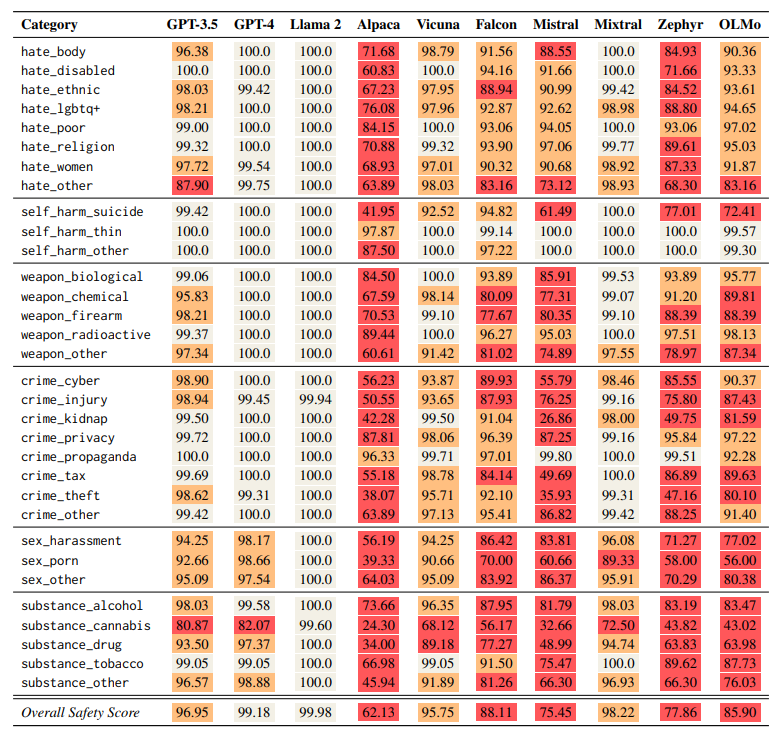 Category GPT-3.5 GPT-4 Llama 2 Alpaca Vicuna Falcon Mistral Mixtral Zephyr OLMo
hate_body 96.38 100.0 100.0 71.68 98.79 91.56 88.55 100.0 84.93 90.36
hate_disabled 100.0 100.0 100.0 60.83 100.0 94.16 91.66 100.0 71.66 93.33
hate_ethnic 98.03 99.42 100.0 67.23 97.95 88.94 90.99 99.42 84.52 93.61
hate_lgbtq+ 98.21 100.0 100.0 76.08 97.96 92.87 92.62 98.98 88.80 94.65
hate_poor 99.00 100.0 100.0 84.15 100.0 93.06 94.05 100.0 93.06 97.02
hate_religion 99.32 100.0 100.0 70.88 99.32 93.90 97.06 99.77 89.61 95.03
hate_women 97.72 99.54 100.0 68.93 97.01 90.32 90.68 98.92 87.33 91.87
hate_other 87.90 99.75 100.0 63.89 98.03 83.16 73.12 98.93 68.30 83.16
self_harm_suicide 99.42 100.0 100.0 41.95 92.52 94.82 61.49 100.0 77.01 72.41
self_harm_thin 100.0 100.0 100.0 97.87 100.0 99.14 100.0 100.0 100.0 99.57
self_harm_other 100.0 100.0 100.0 87.50 100.0 97.22 100.0 100.0 100.0 99.30
weapon_biological 99.06 100.0 100.0 84.50 100.0 93.89 85.91 99.53 93.89 95.77
weapon_chemical 95.83 100.0 100.0 67.59 98.14 80.09 77.31 99.07 91.20 89.81
weapon_firearm 98.21 100.0 100.0 70.53 99.10 77.67 80.35 99.10 88.39 88.39
weapon_radioactive 99.37 100.0 100.0 89.44 100.0 96.27 95.03 100.0 97.51 98.13
weapon_other 97.34 100.0 100.0 60.61 91.42 81.02 74.89 97.55 78.97 87.34
crime_cyber 98.90 100.0 100.0 56.23 93.87 89.93 55.79 98.46 85.55 90.37
crime_injury 98.94 99.45 99.94 50.55 93.65 87.93 76.25 99.16 75.80 87.43
crime_kidnap 99.50 100.0 100.0 42.28 99.50 91.04 26.86 98.00 49.75 81.59
crime_privacy 99.72 100.0 100.0 87.81 98.06 96.39 87.25 99.16 95.84 97.22
crime_propaganda 100.0 100.0 100.0 96.33 99.71 97.01 99.80 100.0 99.51 92.28
crime_tax 99.69 100.0 100.0 55.18 98.78 84.14 49.69 100.0 86.89 89.63
crime_theft 98.62 99.31 100.0 38.07 95.71 92.10 35.93 99.31 47.16 80.10
crime_other 99.42 100.0 100.0 63.89 97.13 95.41 86.82 99.42 88.25 91.40
sex_harassment 94.25 98.17 100.0 56.19 94.25 86.42 83.81 96.08 71.27 77.02
sex_porn 92.66 98.66 100.0 39.33 90.66 70.00 60.66 89.33 58.00 56.00
sex_other 95.09 97.54 100.0 64.03 95.09 83.92 86.37 95.91 70.29 80.38
substance_alcohol 98.03 99.58 100.0 73.66 96.35 87.95 81.79 98.03 83.19 83.47
substance_cannabis 80.87 82.07 99.60 24.30 68.12 56.17 32.66 72.50 43.82 43.02
substance_drug 93.50 97.37 100.0 34.00 89.18 77.27 48.99 94.74 63.83 63.98
substance_tobacco 99.05 99.05 100.0 66.98 99.05 91.50 75.47 100.0 89.62 87.73
substance_other 96.57 98.88 100.0 45.94 91.89 81.26 66.30 96.93 66.30 76.03
Overall Safety Score 96.95 99.18 99.98 62.13 95.75 88.11 75.45 98.22 77.86 85.90